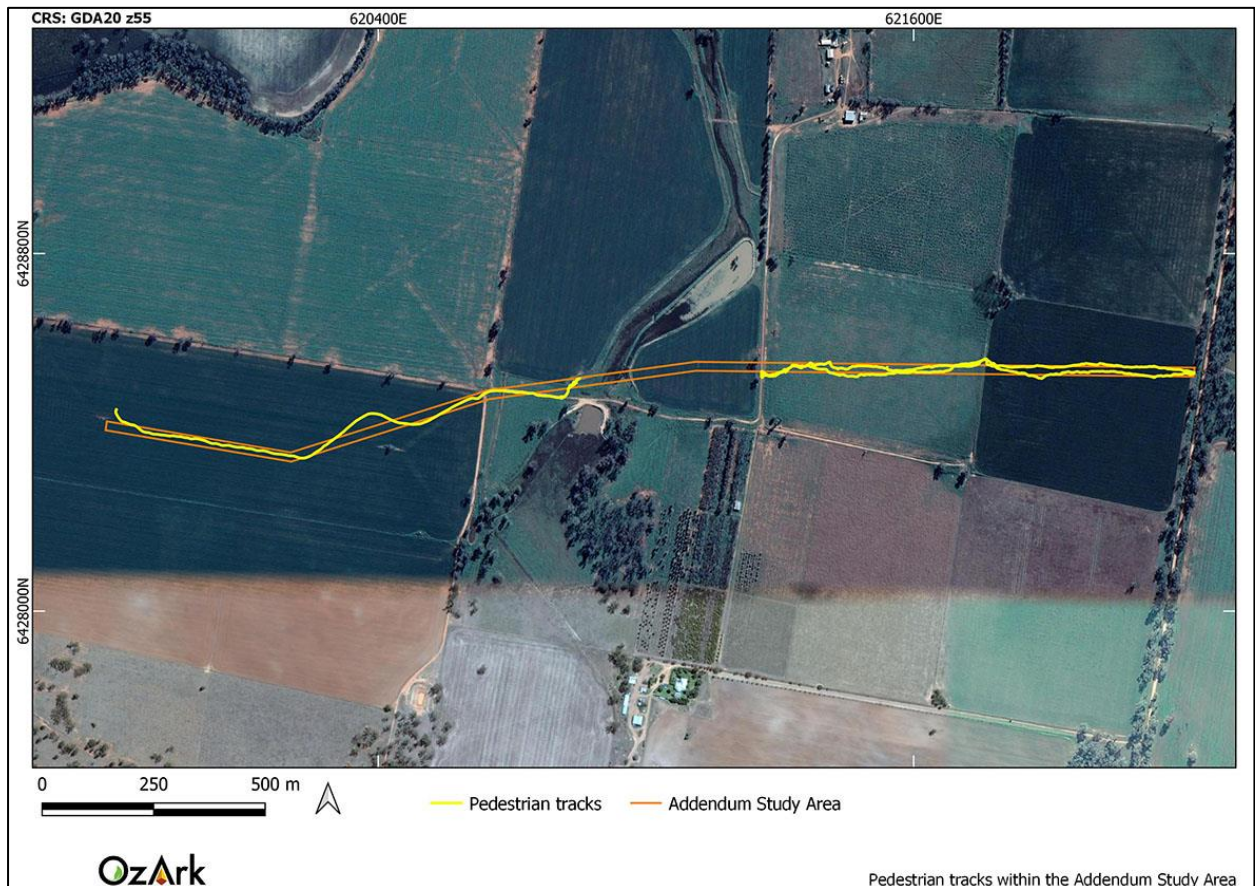 CRS: GDA20 z55
620400E
621600E
6428800N
6428000N
0 250 500 m
Pedestrian tracks
Addendum Study Area
OzArk
Pedestrian tracks within the Addendum Study Area